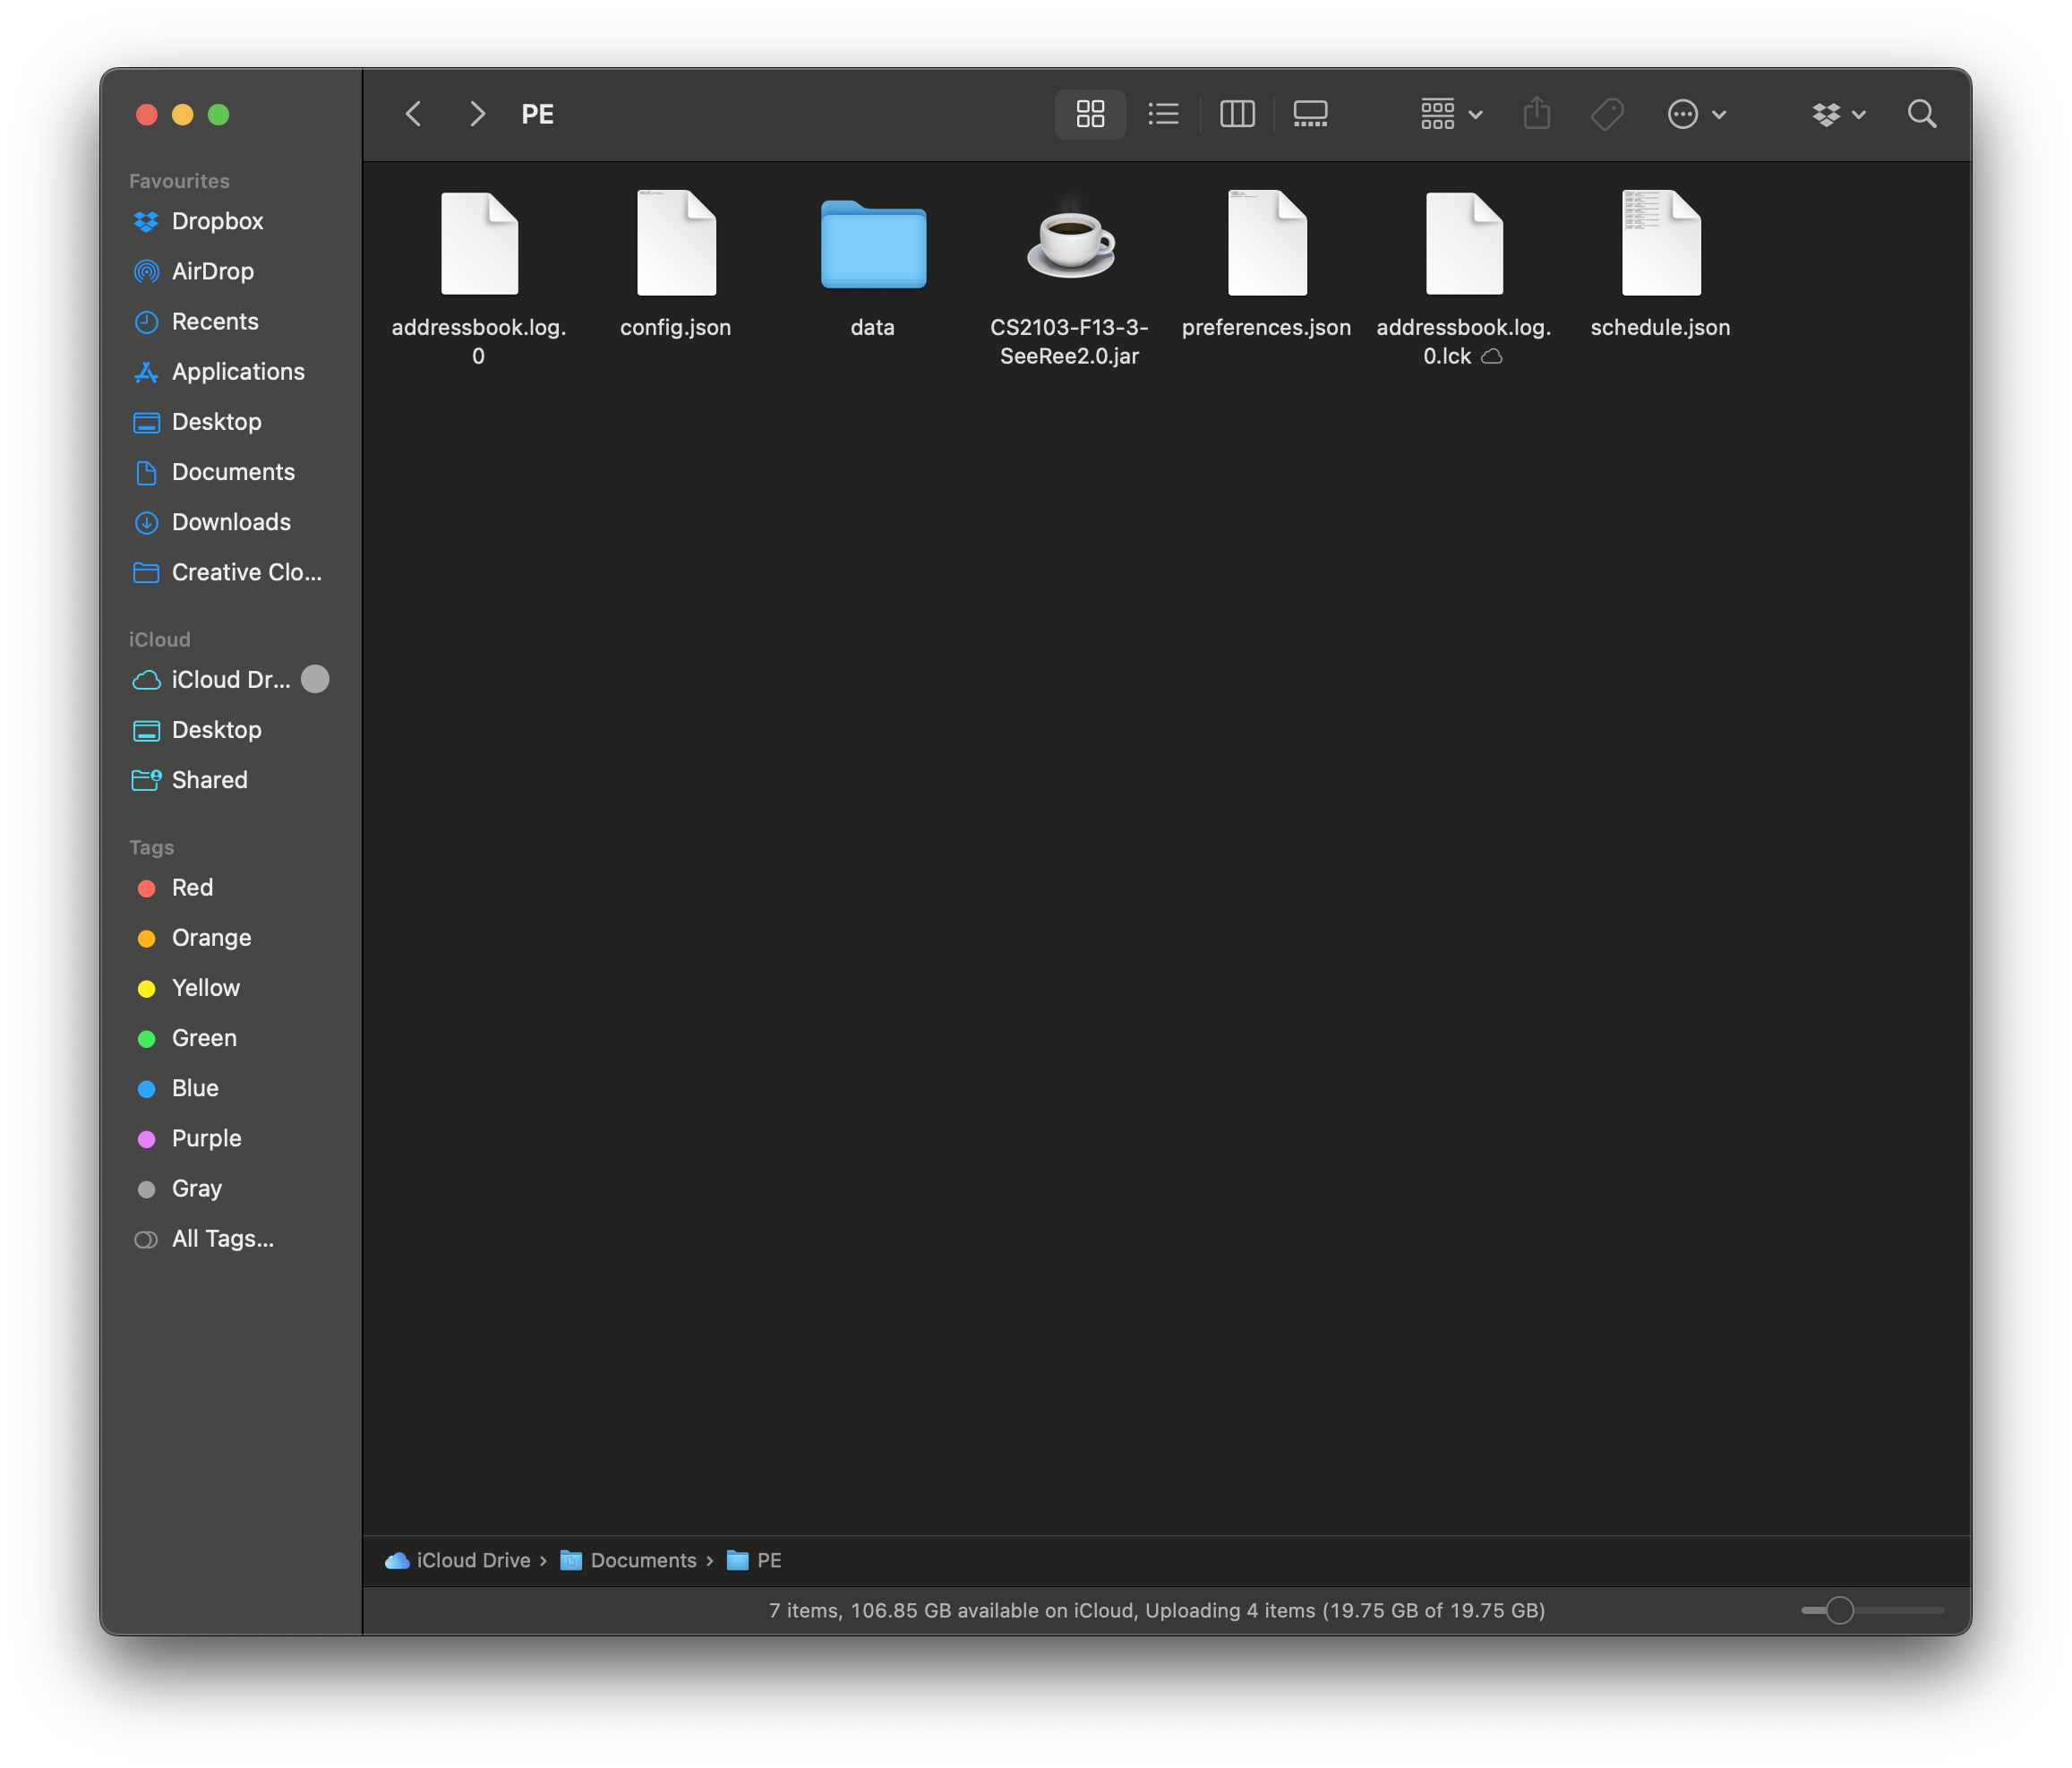 PE
Favourites
Dropbox
AirDrop
Recents
Applications
Desktop
Documents
Downloads
Creative Clo...
iCloud
iCloud Dr...
Desktop
Shared
Tags
Red
Orange
Yellow
Green
Blue
Purple
Gray
All Tags...
addressbook.log.
0
config.json
data
CS2103-F13-3-
SeeRee2.0.jar
preferences.json
addressbook.log.
0.lck
schedule.json
iCloud Drive › Documents › PE
7 items, 106.85 GB available on iCloud, Uploading 4 items (19.75 GB of 19.75 GB)